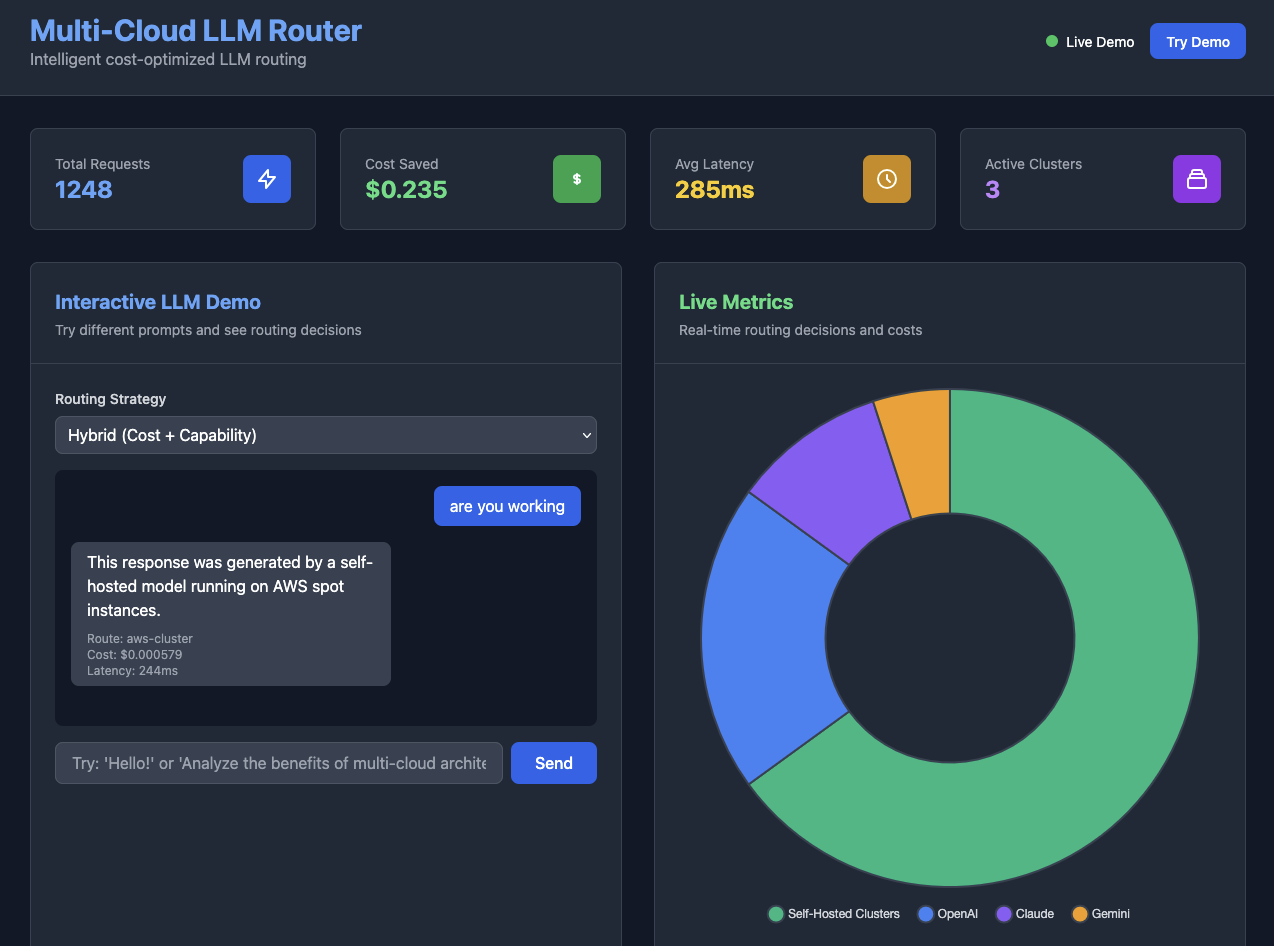 Multi-Cloud LLM Router
Intelligent cost-optimized LLM routing
Live Demo
Try Demo
Total Requests
1248
Cost Saved
$0.235
$
Avg Latency
285ms
Active Clusters
3
Interactive LLM Demo
Try different prompts and see routing decisions
Routing Strategy
Hybrid (Cost + Capability)
are you working
This response was generated by a self-
hosted model running on AWS spot
instances.
Route: aws-cluster
Cost: $0.000579
Latency: 244ms
Try: 'Hello!' or 'Analyze the benefits of multi-cloud archite
Send
Live Metrics
Real-time routing decisions and costs
Self-Hosted Clusters
OpenAI
Claude
Gemini